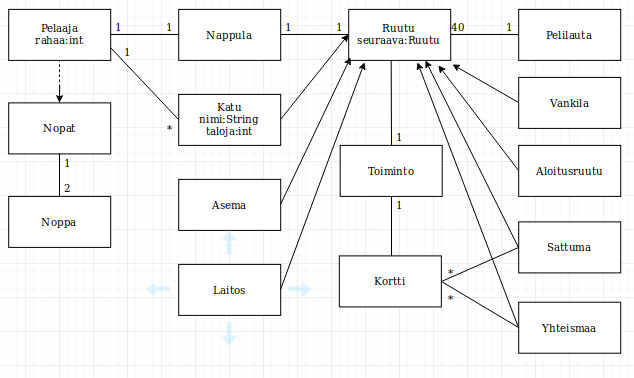 Pelaaja
rahaa:int
1
1
Nappula
1
1
Ruutu
seuraava:Ruutu
40
1
Pelilauta
1
*
Katu
nimi:String
taloja:int
Vankila
Nopat
1
2
Noppa
Asema
1
Toiminto
1
Aloitusruutu
Laitos
Kortti
*
*
Sattuma
Yhteismaa